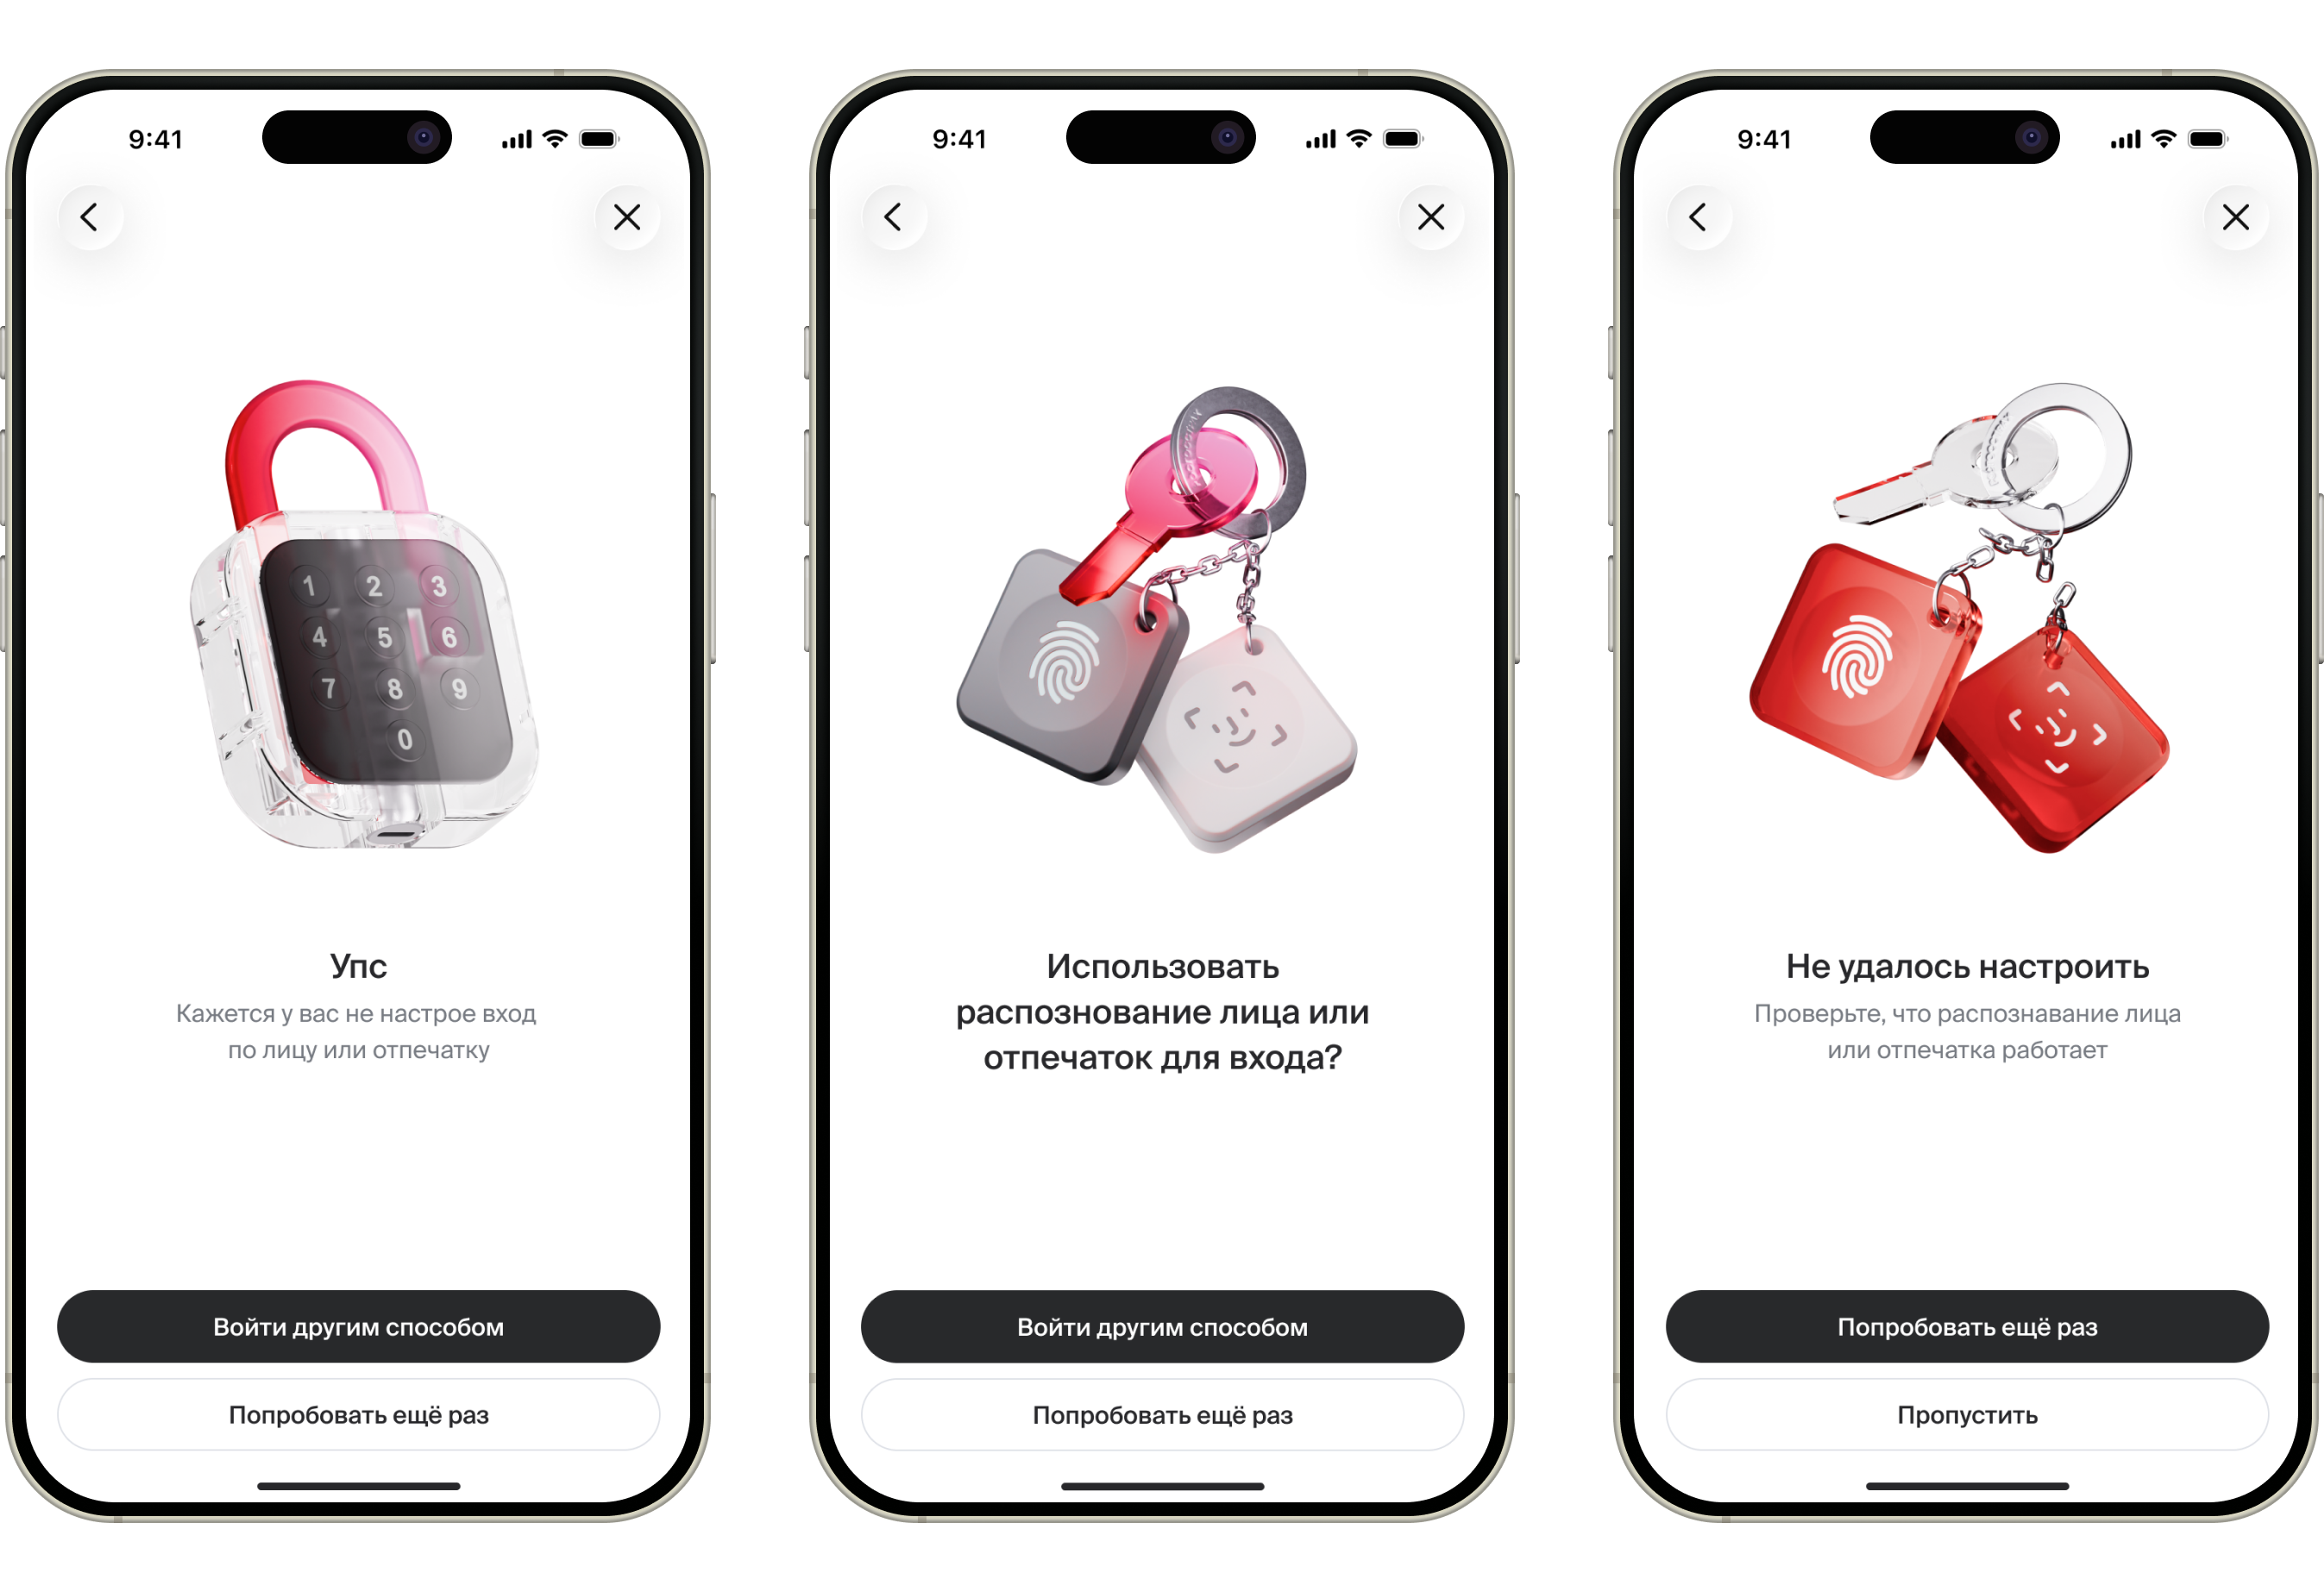 9:41
1 2 3
4 5 6
7 8 9
0
Упс
Кажется у вас не настрое вход
по лицу или отпечатку
Войти другим способом
Попробовать ещё раз
9:41
Использовать
распознование лица или
отпечаток для входа?
Войти другим способом
Попробовать ещё раз
9:41
Не удалось настроить
Проверьте, что распознавание лица
или отпечатка работает
Попробовать ещё раз
Пропустить